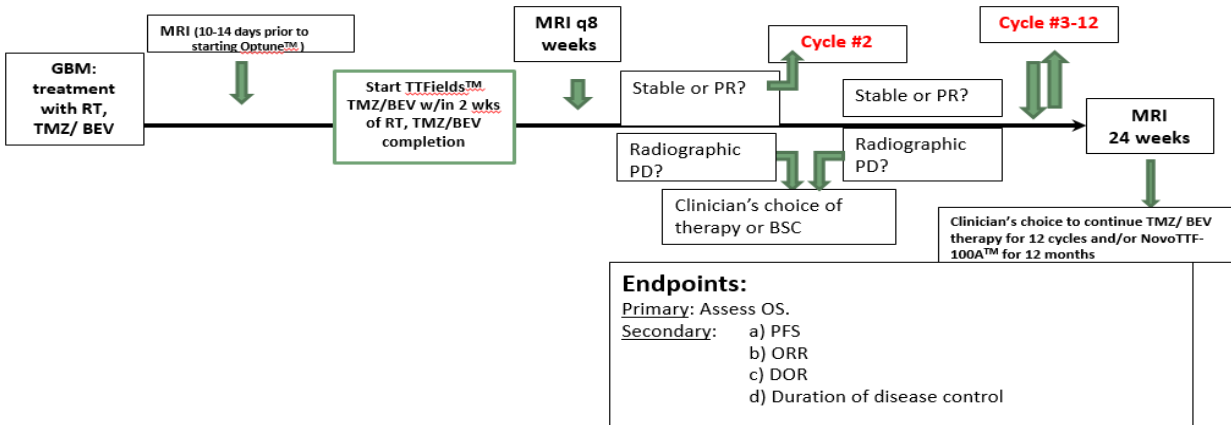 GBM:
treatment
with RT,
TMZ/ BEV
MRI (10-14 days prior to
starting Optune™ )
Start TTFields™
TMZ/BEV w/in 2 wks
of RT, TMZ/BEV
completion
MRI q8
weeks
Stable or PR?
Radiographic
PD?
Cycle #2
Clinician’s choice of
therapy or BSC
Stable or PR?
Radiographic
PD?
Cycle #3-12
MRI
24 weeks
Clinician’s choice to continue TMZ/ BEV
therapy for 12 cycles and/or NovoTTF-
100A™ for 12 months
Endpoints:
Primary: Assess OS.
Secondary: a) PFS
b) ORR
c) DOR
d) Duration of disease control